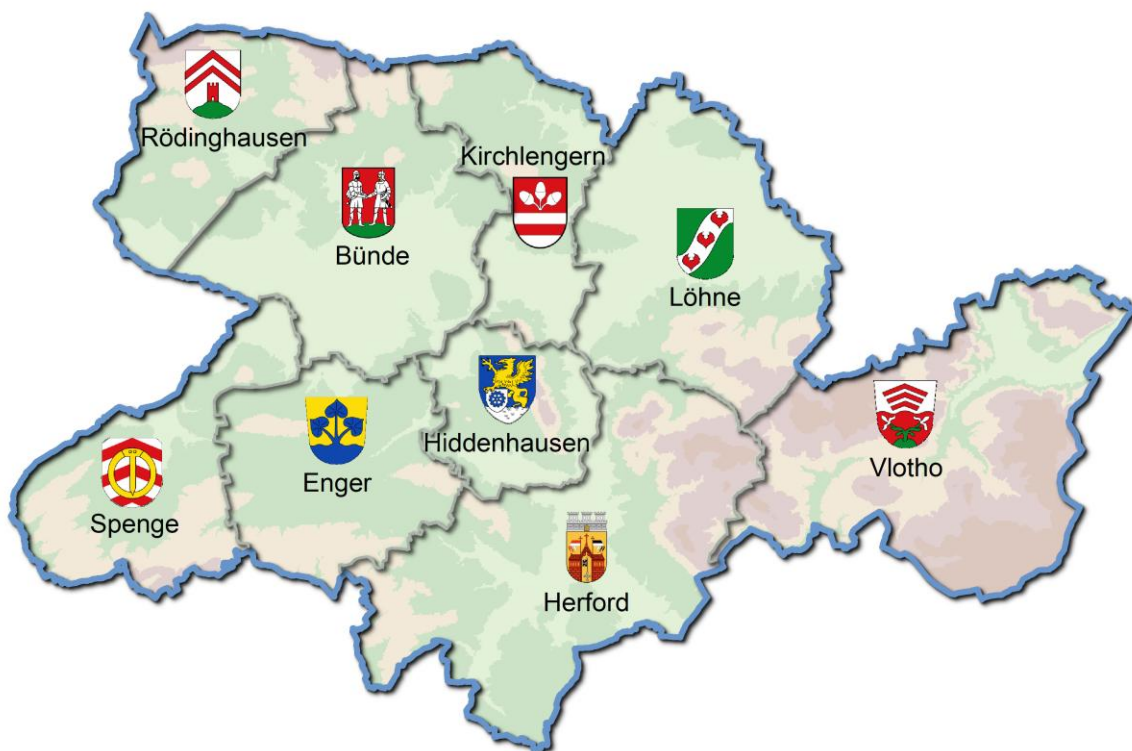 Rödinghausen
Kirchlengern
Bünde
Löhne
Hiddenhausen
Vlotho
Enger
Spenge
Herford